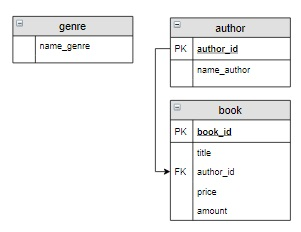 genre
name_genre
author
PK author_id
name_author
book
PK book_id
title
FK author_id
price
amount